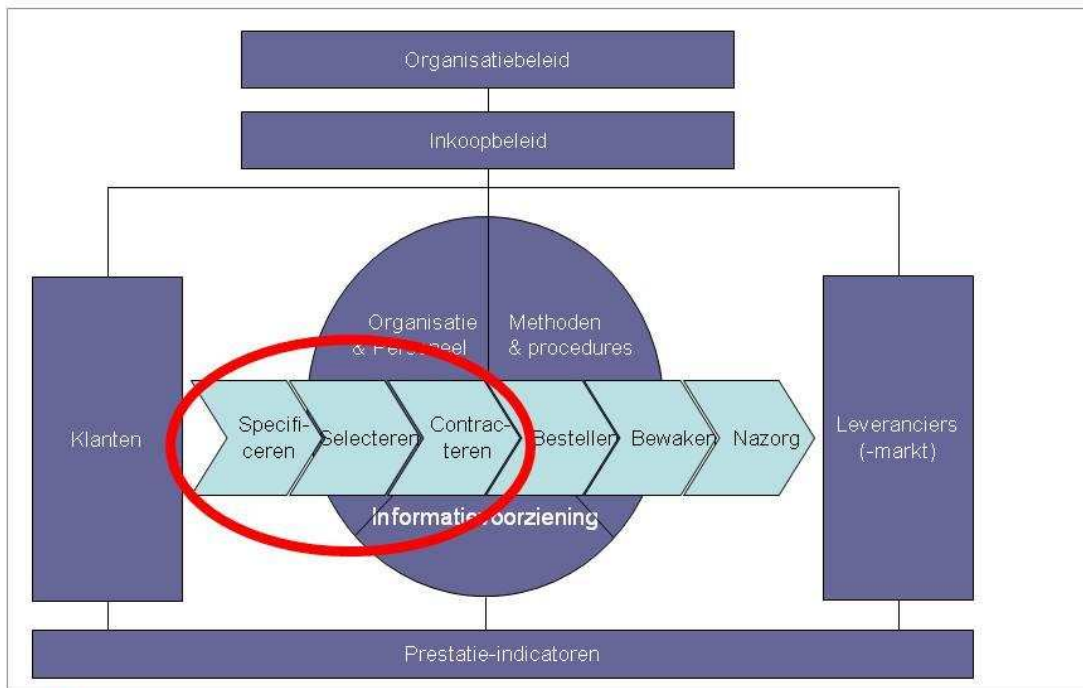 Organisatiebeleid
Inkoopbeleid
Organisatie
& Personeel
Methoden
& procedures
Klanten
Specifi-
ceren
Selecteren
Contrac-
teren
Bestellen
Bewaken
Nazorg
Leveranciers
(-markt)
Informatievoorziening
Prestatie-indicatoren